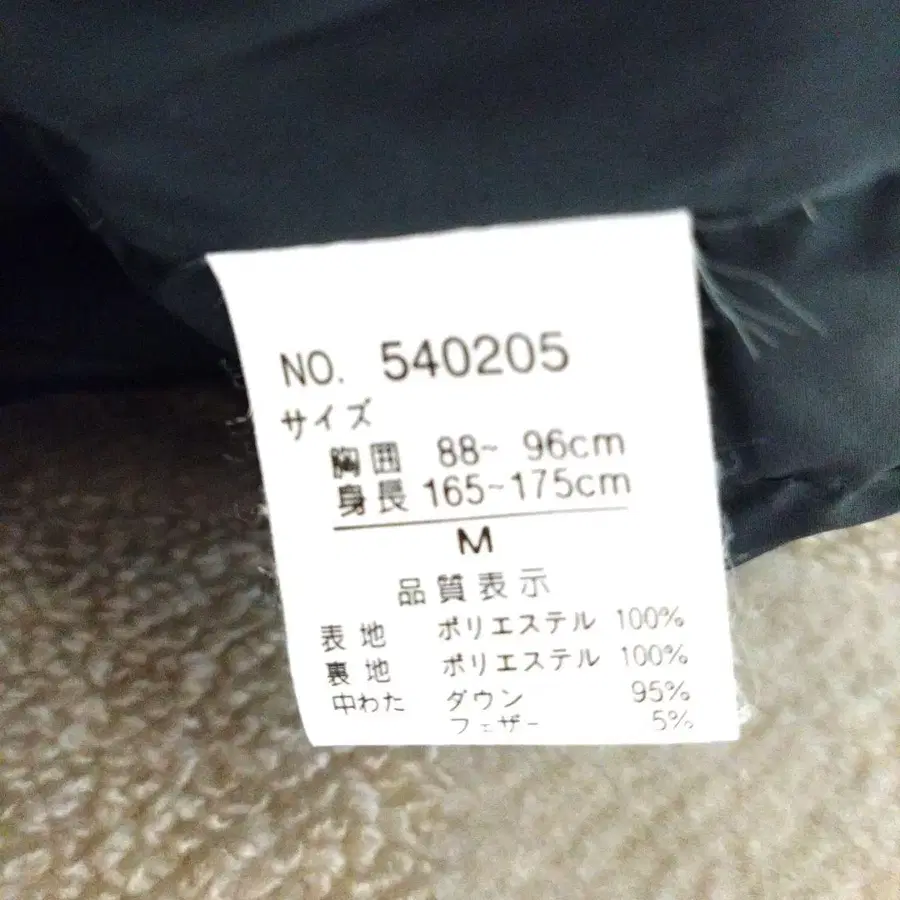 NO. 540205
サイズ
胸囲 88~ 96cm
身長 165~175cm
M
品質表示
表地 ポリエステル 100%
裏地 ポリエステル 100%
中わた ダウン 95%
フェザー 5%